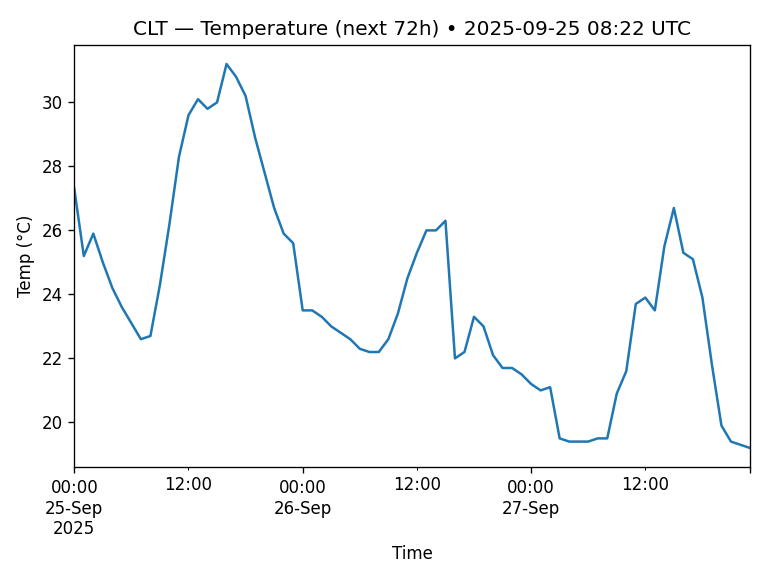 CLT — Temperature (next 72h) • 2025-09-25 08:22 UTC
Temp (°C)
30
28
26
24
22
20
00:00 12:00 00:00 12:00 00:00 12:00
25-Sep 26-Sep 27-Sep
2025
Time